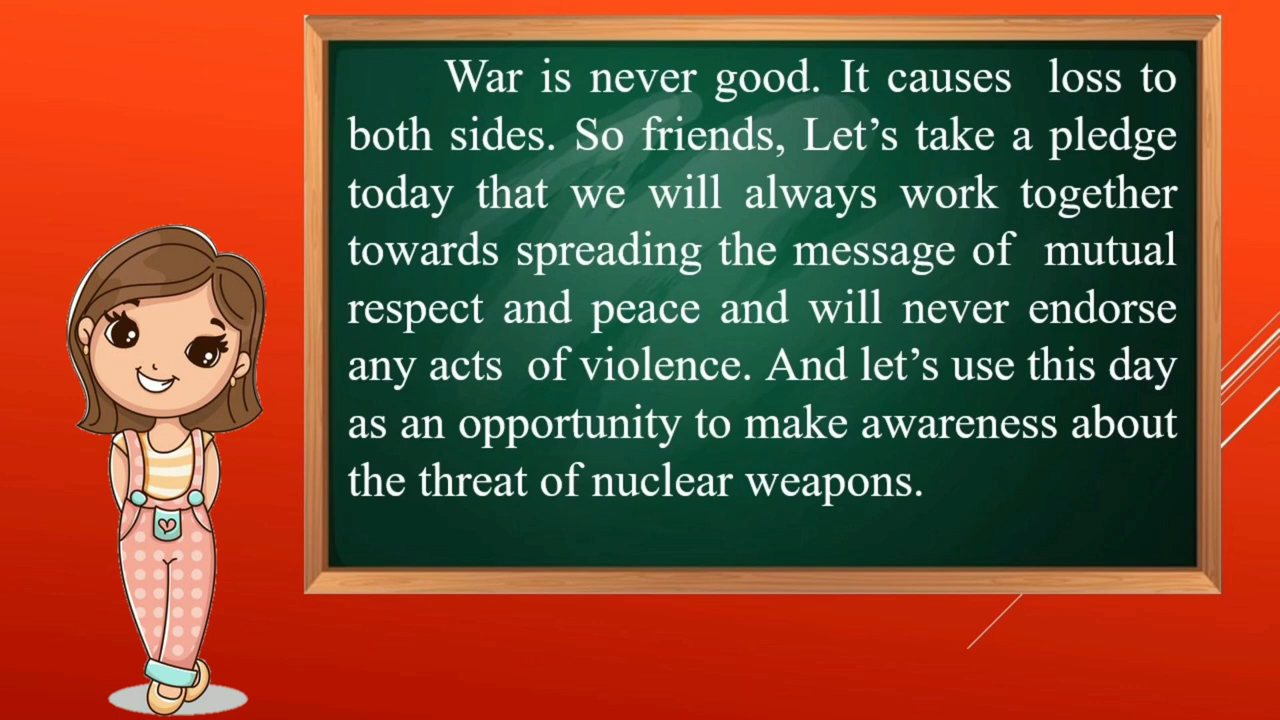 War is never good. It causes loss to
both sides. So friends, Let’s take a pledge
today that we will always work together
towards spreading the message of mutual
respect and peace and will never endorse
any acts of violence. And let’s use this day
as an opportunity to make awareness about
the threat of nuclear weapons.